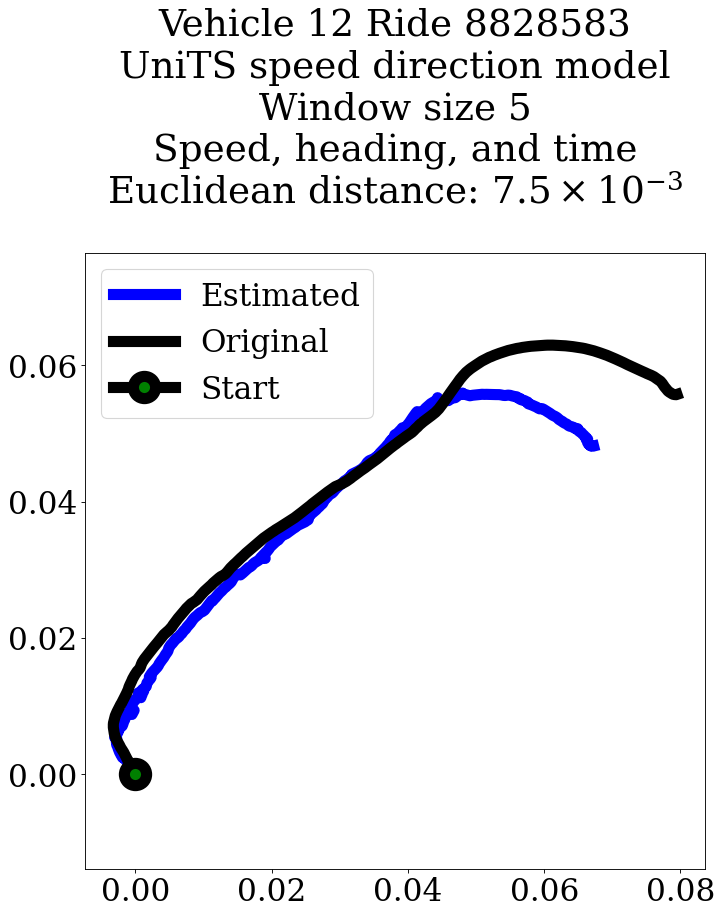 Vehicle 12 Ride 8828583
UniTS speed direction model
Window size 5
Speed, heading, and time
Euclidean distance: 7.5 × 10⁻³
Estimated
Original
Start
0.06
0.04
0.02
0.00
0.00 0.02 0.04 0.06 0.08